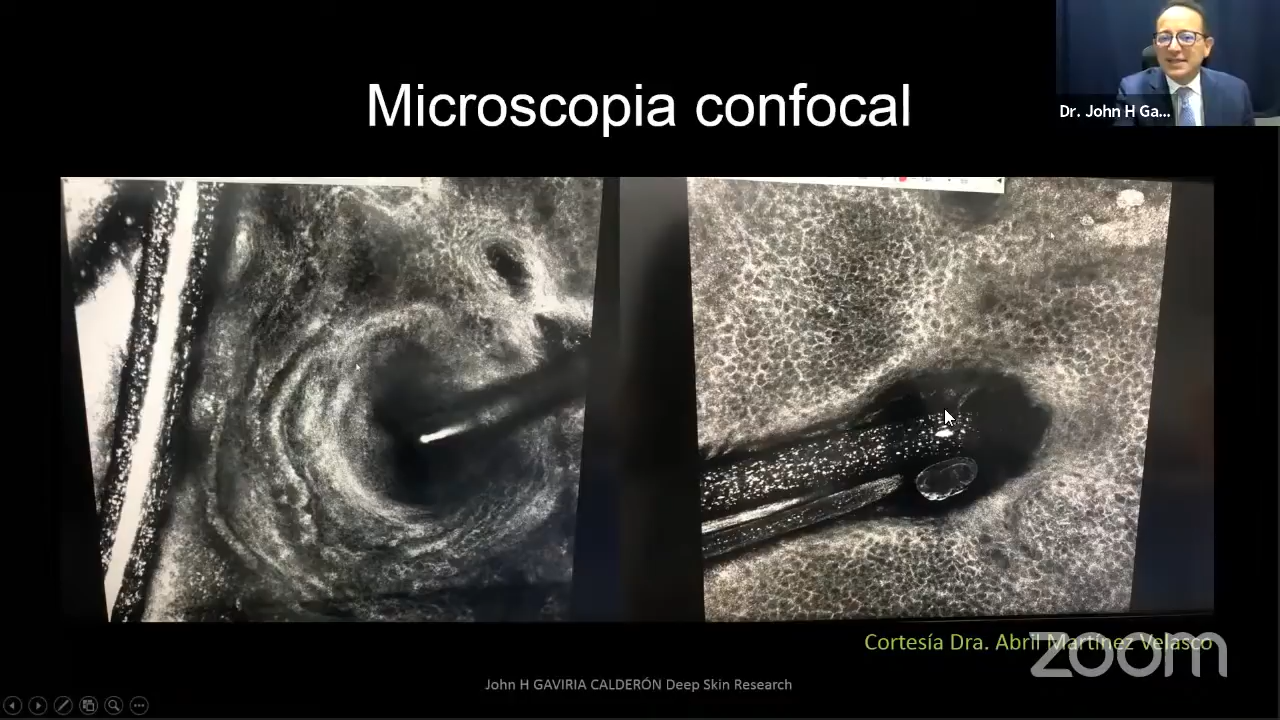 Microscopia confocal
Dr. John H Ga...
Cortesía Dra. Abril Martínez Velasco
zoom
John H GAVIRIA CALDERÓN Deep Skin Research